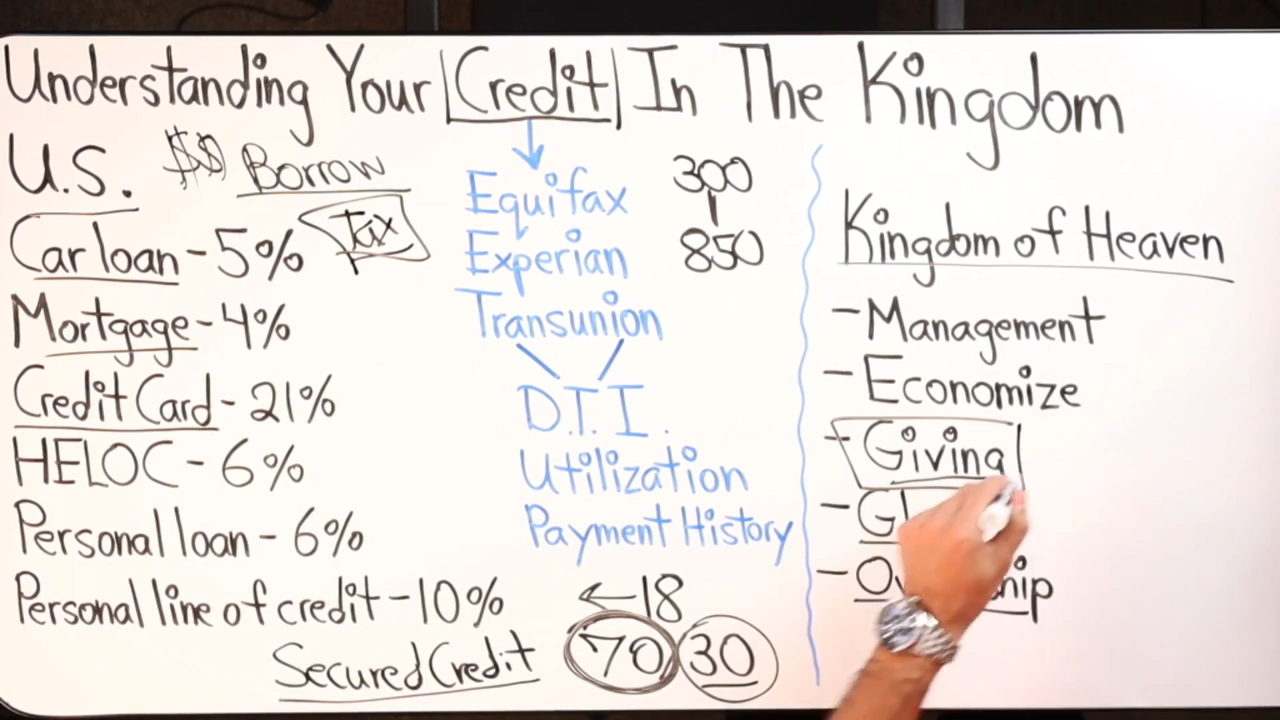 Understanding Your Credit In The Kingdom
U.S. $$ Borrow
Car loan - 5% tax
Mortgage - 4%
Credit Card - 21%
HELOC - 6%
Personal loan - 6%
Personal line of credit - 10%
Secured Credit
Equifax
Experian
Transunion
D.T.I.
Utilization
Payment History
300
850
← 18
70 30
Kingdom of Heaven
- Management
- Economize
- Giving